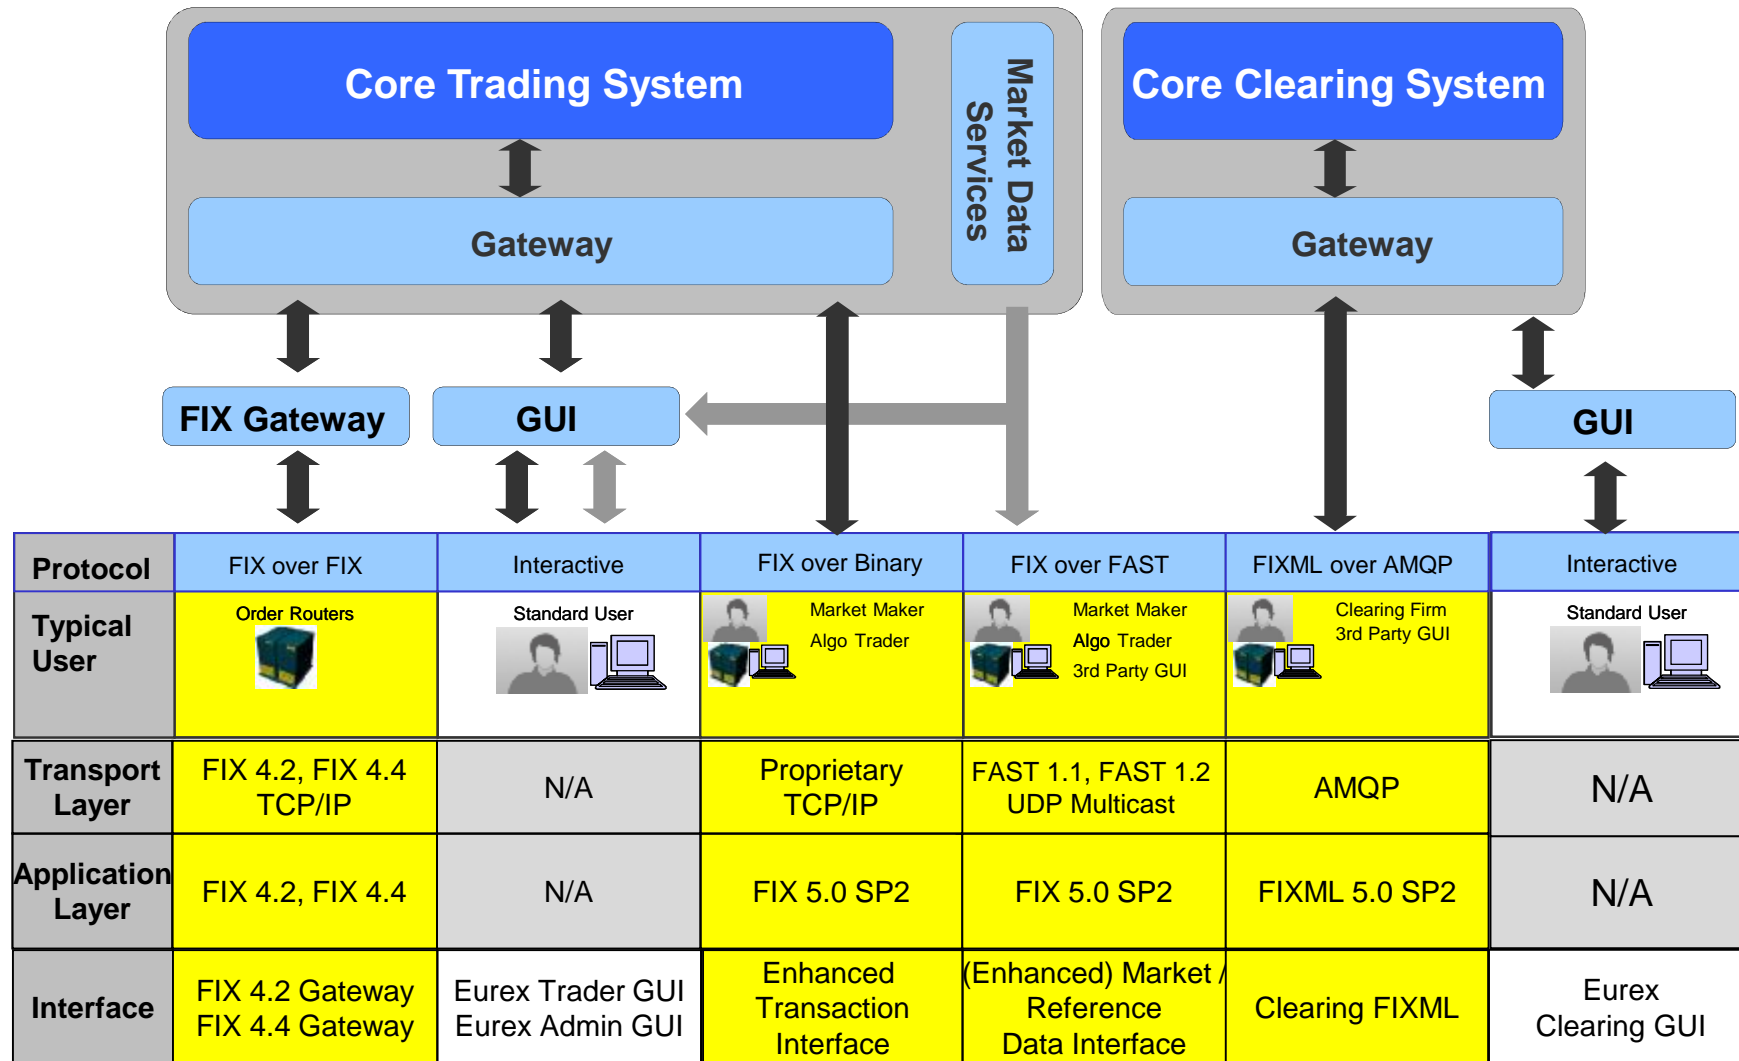 Core Trading System
Market Data
Services
Core Clearing System
Gateway
Gateway
FIX Gateway
GUI
GUI
Protocol
FIX over FIX
Interactive
FIX over Binary
FIX over FAST
FIXML over AMQP
Interactive
Typical
User
Order Routers
Standard User
Market Maker
Algo Trader
Market Maker
Algo Trader
3rd Party GUI
Clearing Firm
3rd Party GUI
Standard User
Transport
Layer
FIX 4.2, FIX 4.4
TCP/IP
N/A
Proprietary
TCP/IP
FAST 1.1, FAST 1.2
UDP Multicast
AMQP
N/A
Application
Layer
FIX 4.2, FIX 4.4
N/A
FIX 5.0 SP2
FIX 5.0 SP2
FIXML 5.0 SP2
N/A
Interface
FIX 4.2 Gateway
FIX 4.4 Gateway
Eurex Trader GUI
Eurex Admin GUI
Enhanced
Transaction
Interface
(Enhanced) Market /
Reference
Data Interface
Clearing FIXML
Eurex
Clearing GUI